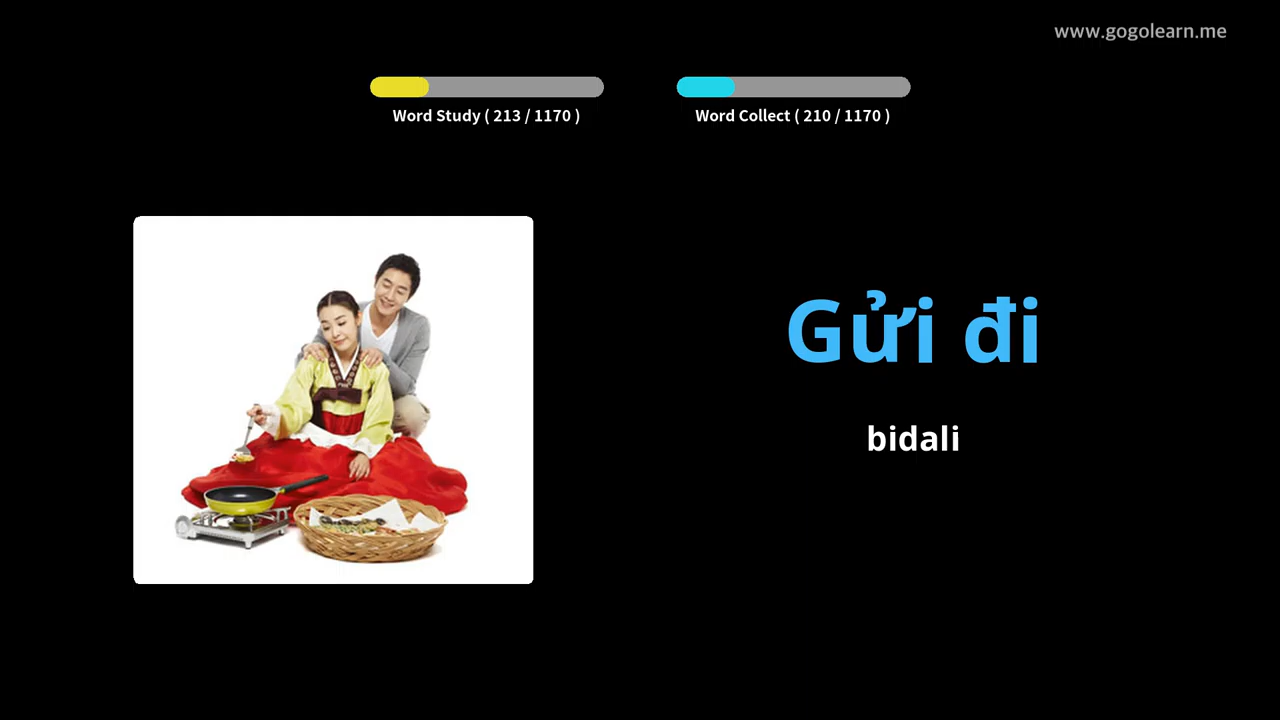 www.gogolearn.me
Word Study ( 213 / 1170 )
Word Collect ( 210 / 1170 )
Gửi đi
bidali